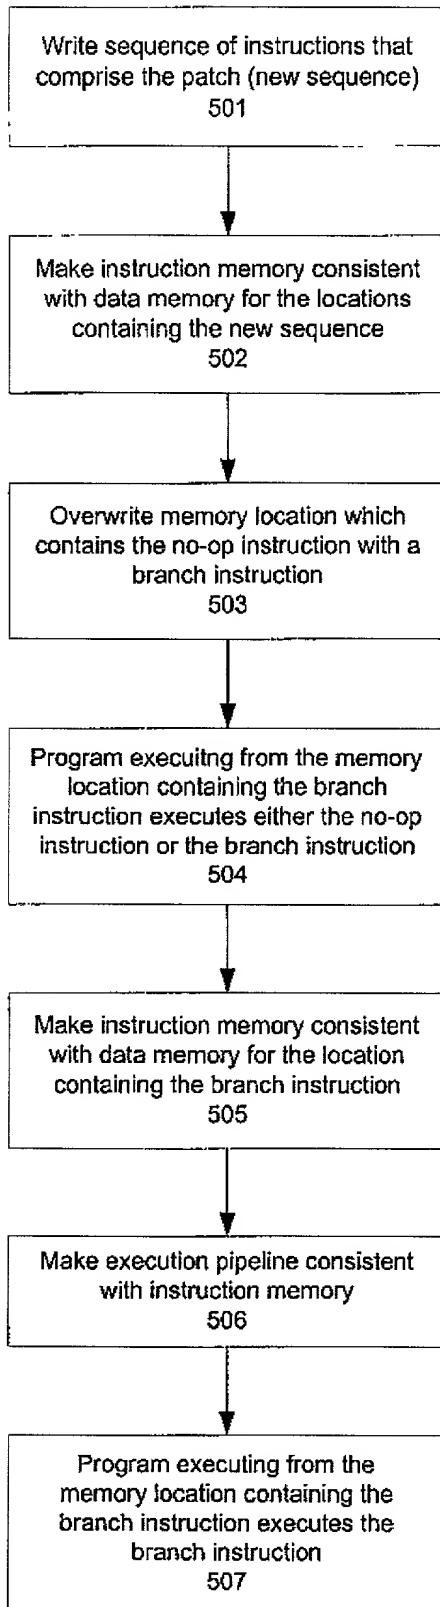 Write sequence of instructions that
comprise the patch (new sequence)
501
Make instruction memory consistent
with data memory for the locations
containing the new sequence
502
Overwrite memory location which
contains the no-op instruction with a
branch instruction
503
Program execuitng from the memory
location containing the branch
instruction executes either the no-op
instruction or the branch instruction
504
Make instruction memory consistent
with data memory for the location
containing the branch instruction
505
Make execution pipeline consistent
with instruction memory
506
Program executing from the
memory location containing the
branch instruction executes the
branch instruction
507